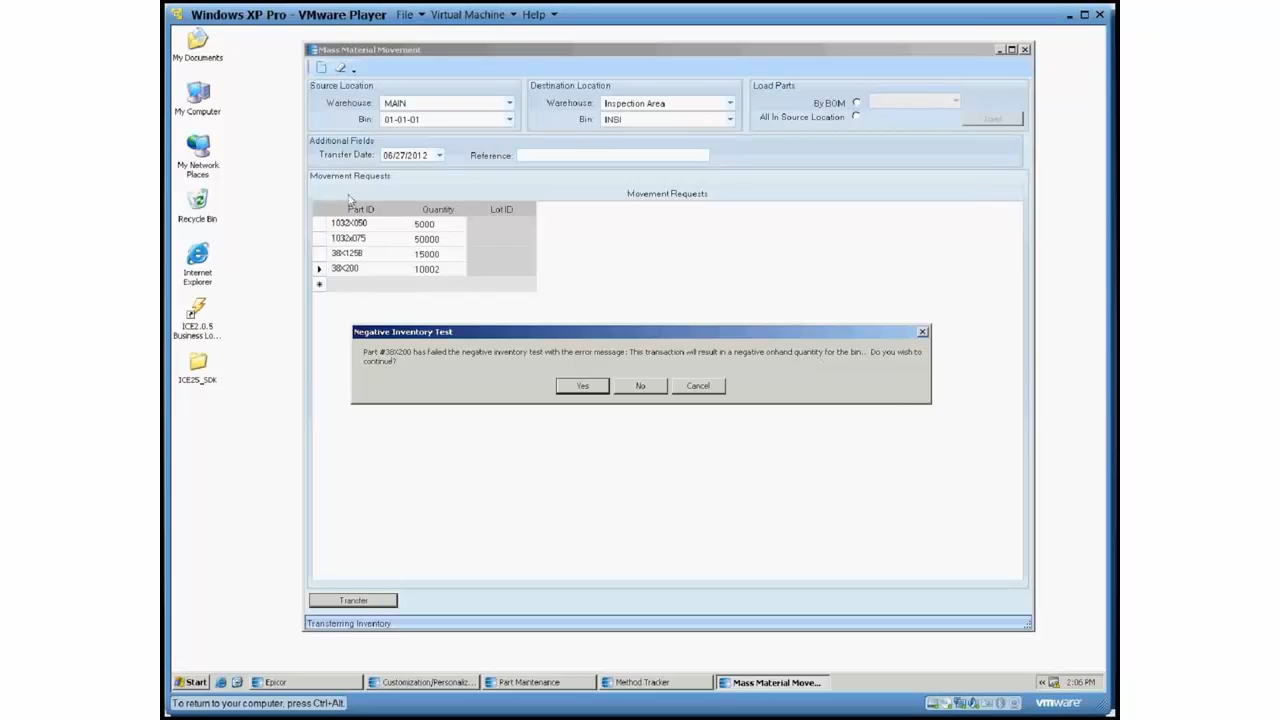 Windows XP Pro - VMware Player File Virtual Machine Help
My Documents
My Computer
My Network
Places
Recycle Bin
Internet
Explorer
ICE2.0.5
Business Lo...
ICE25_SDK
Mass Material Movement
Source Location
Warehouse: MAIN
Bin: 01-01-01
Destination Location
Warehouse: Inspection Area
Bin: INSI
Load Parts
By BOM
All In Source Location
Load
Additional Fields
Transfer Date: 06/27/2012 Reference:
Movement Requests
Movement Requests
Part ID Quantity Lot ID
1032X050 5000
1032x075 50000
38X125B 15000
38X200 10002
Negative Inventory Test
Part #38X200 has failed the negative inventory test with the error message: This transaction will result in a negative onhand quantity for the bin... Do you wish to
continue?
Yes No Cancel
Transfer
Transferring Inventory
Start Epicor Customization/Personaliz... Part Maintenance Method Tracker Mass Material Move... 2:06 PM
To return to your computer, press Ctrl+Alt. vmware